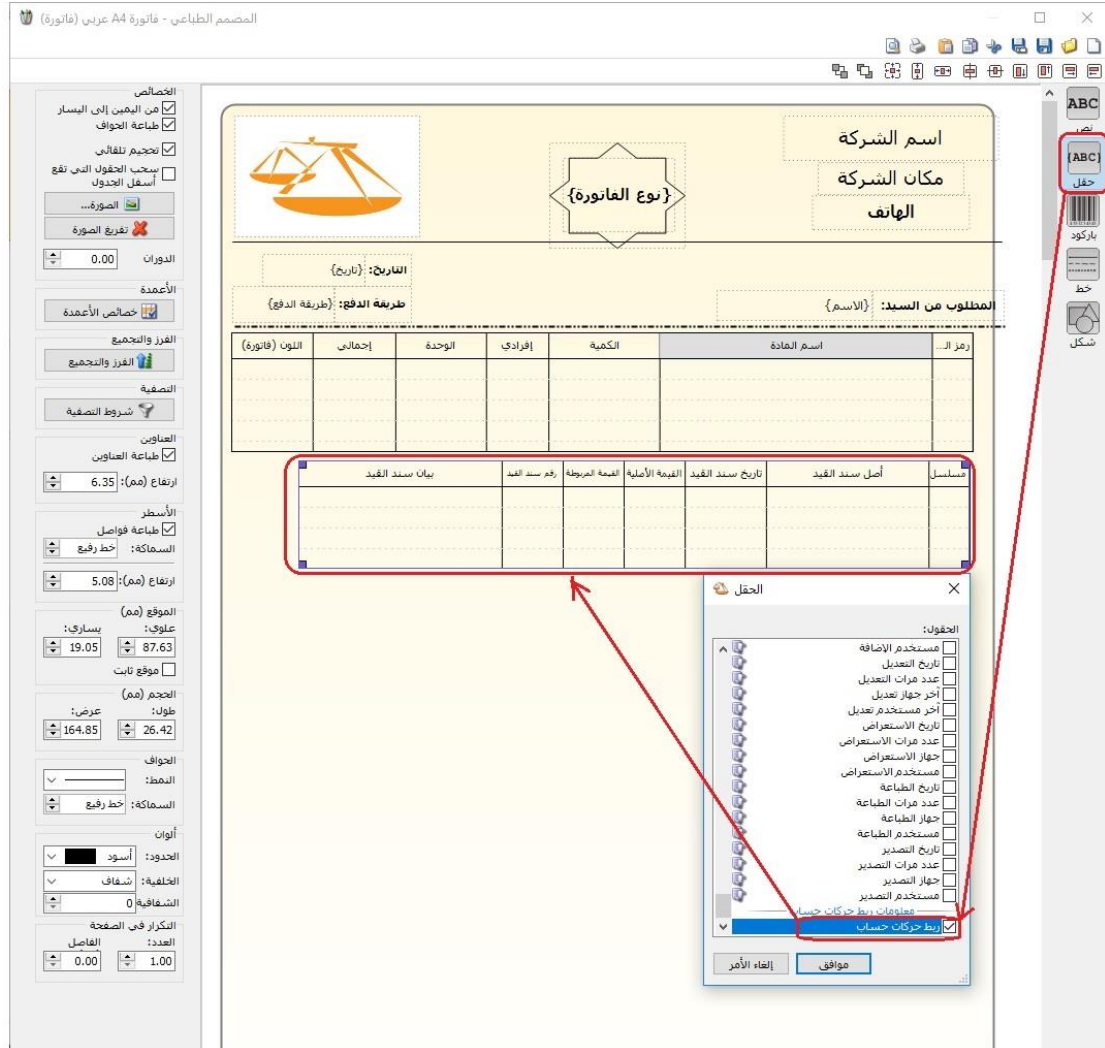 المصمم الطباعي - فاتورة A4 عربي (فاتورة)
ABC
نص
{ABC}
حقل
باركود
خط
شكل
اسم الشركة
مكان الشركة
الهاتف
{نوع الفاتورة}
التاريخ: {تاريخ}
طريقة الدفع: {طريقة الدفع}
المطلوب من السيد: {الاسم}
رمز الـ... اسم المادة الكمية إفرادي الوحدة إجمالي اللون (فاتورة)
مسلسل أصل سند القيد تاريخ سند القيد القيمة الأصلية القيمة المربوطة رقم سند القيد بيان سند القيد
الحقل
الحقول:
مستخدم الإضافة
تاريخ التعديل
عدد مرات التعديل
آخر جهاز تعديل
آخر مستخدم تعديل
تاريخ الاستعراض
عدد مرات الاستعراض
جهاز الاستعراض
مستخدم الاستعراض
تاريخ الطباعة
عدد مرات الطباعة
جهاز الطباعة
مستخدم الطباعة
تاريخ التصدير
عدد مرات التصدير
جهاز التصدير
مستخدم التصدير
معلومات ربط حركات حساب
ربط حركات حساب
موافق إلغاء الأمر
الخصائص
من اليمين إلى اليسار
طباعة الحواف
تحجيم تلقائي
سحب الحقول التي تقع
أسفل الجدول
الصورة...
تفريغ الصورة
الدوران 0.00
الأعمدة
خصائص الأعمدة
الفرز والتجميع
الفرز والتجميع
التصفية
شروط التصفية
العناوين
طباعة العناوين
ارتفاع (مم): 6.35
الأسطر
طباعة فواصل
السماكة: خط رفيع
ارتفاع (مم): 5.08
الموقع (مم)
علوي: يساري:
87.63 19.05
موقع ثابت
الحجم (مم)
طول: عرض:
26.42 164.85
الحواف
النمط:
السماكة: خط رفيع
ألوان
الحدود: أسود
الخلفية: شفاف
الشفافية 0
التكرار في الصفحة
العدد: الفاصل
1.00 0.00